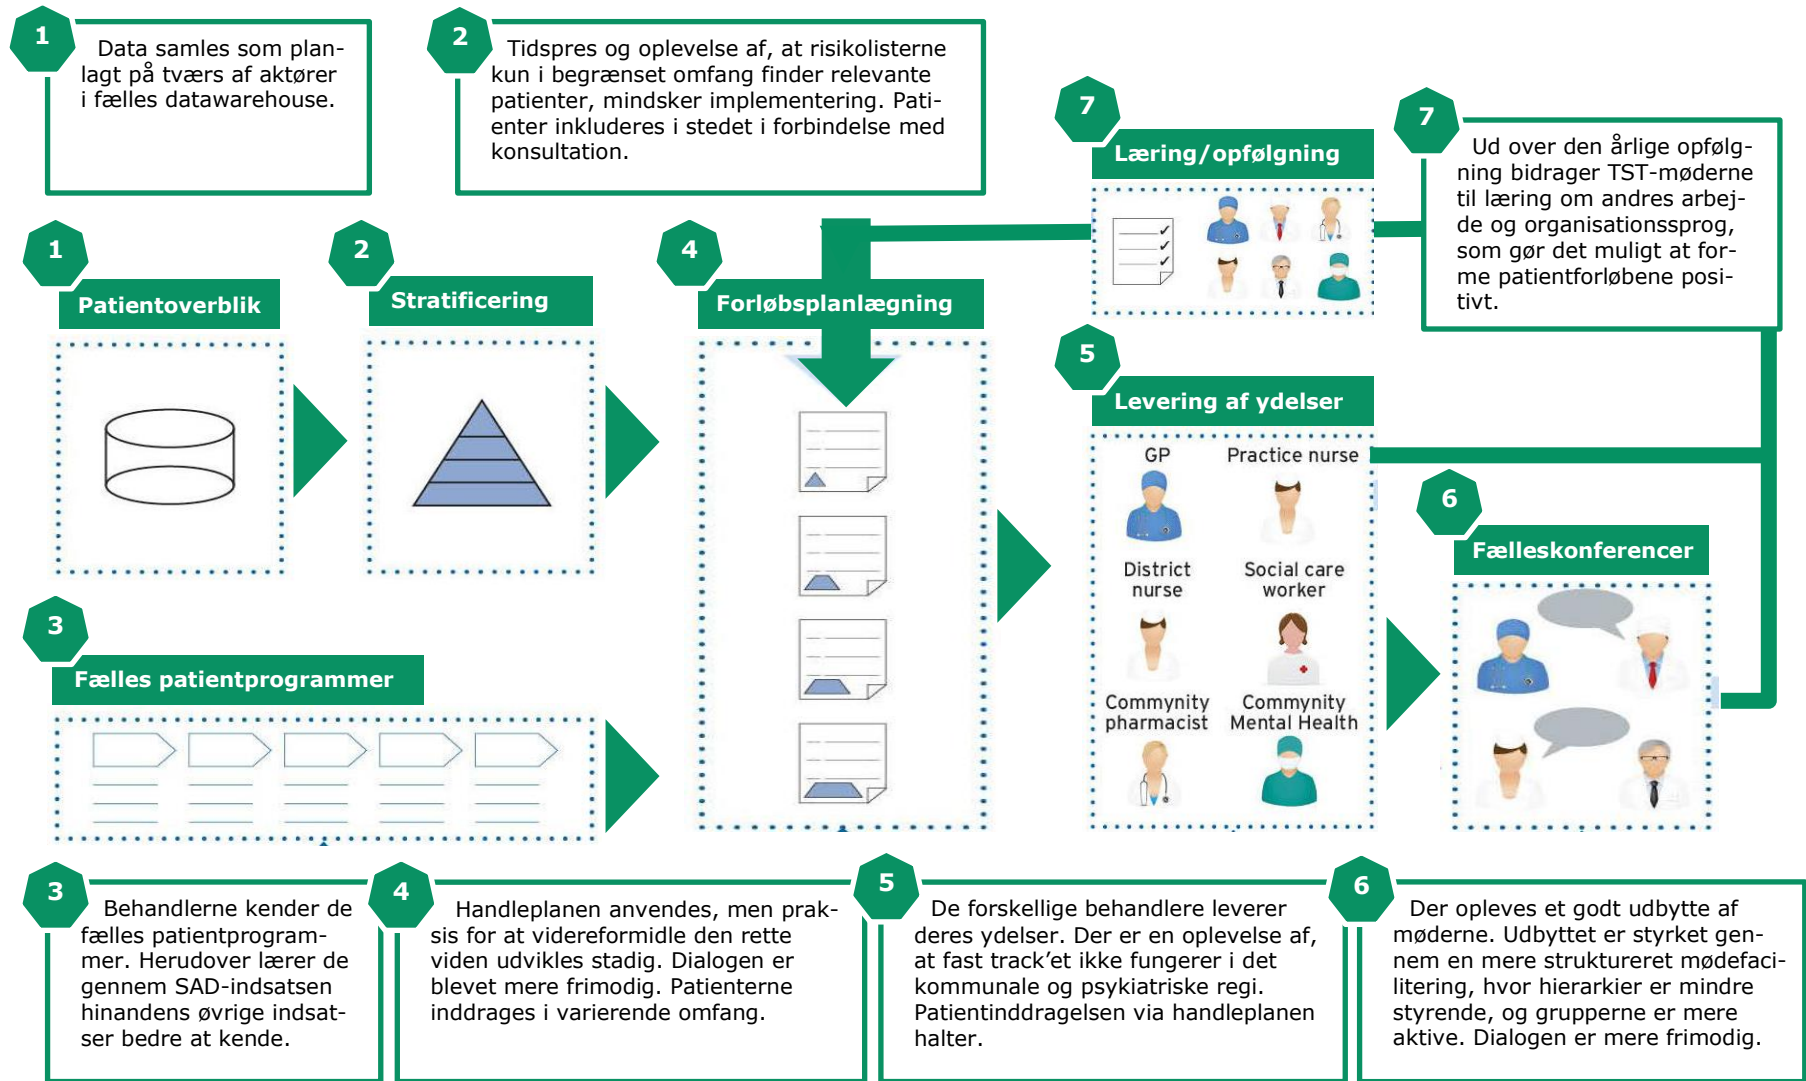 1
Data samles som plan-
lagt på tværs af aktører
i fælles datawarehouse.
2
Tidspres og oplevelse af, at risikolisterne
kun i begrænset omfang finder relevante
patienter, mindsker implementering. Pati-
enter inkluderes i stedet i forbindelse med
konsultation.
7
Læring/opfølgning
7
Ud over den årlige opfølg-
ning bidrager TST-møderne
til læring om andres arbej-
de og organisationssprog,
som gør det muligt at for-
me patientforløbene posi-
tivt.
1
Patientoverblik
2
Stratificering
4
Forløbsplanlægning
5
Levering af ydelser
GP
Practice nurse
District
nurse
Social care
worker
Commynity
pharmacist
Commynity
Mental Health
6
Fælleskonferencer
3
Fælles patientprogrammer
3
Behandlerne kender de
fælles patientprogram-
mer. Herudover lærer de
gennem SAD-indsatsen
hinandens øvrige indsat-
ser bedre at kende.
4
Handleplanen anvendes, men prak-
sis for at videreformidle den rette
viden udvikles stadig. Dialogen er
blevet mere frimodig. Patienterne
inddrages i varierende omfang.
5
De forskellige behandlere leverer
deres ydelser. Der er en oplevelse af,
at fast track’et ikke fungerer i det
kommunale og psykiatriske regi.
Patientinddragelsen via handleplanen
halter.
6
Der opleves et godt udbytte af
møderne. Udbyttet er styrket gen-
nem en mere struktureret mødefaci-
litering, hvor hierarkier er mindre
styrende, og grupperne er mere
aktive. Dialogen er mere frimodig.